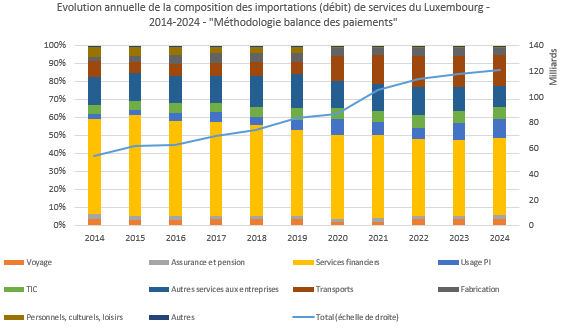 Evolution annuelle de la composition des importations (débit) de services du Luxembourg -
2014-2024 - "Méthodologie balance des paiements"
100%
90%
80%
70%
60%
50%
40%
30%
20%
10%
0%
140
120
100
80
60
40
20
0
Milliards
2014 2015 2016 2017 2018 2019 2020 2021 2022 2023 2024
Voyage Assurance et pension Services financiers Usage PI
TIC Autres services aux entreprises Transports Fabrication
Personnels, culturels, loisirs Autres Total (échelle de droite)